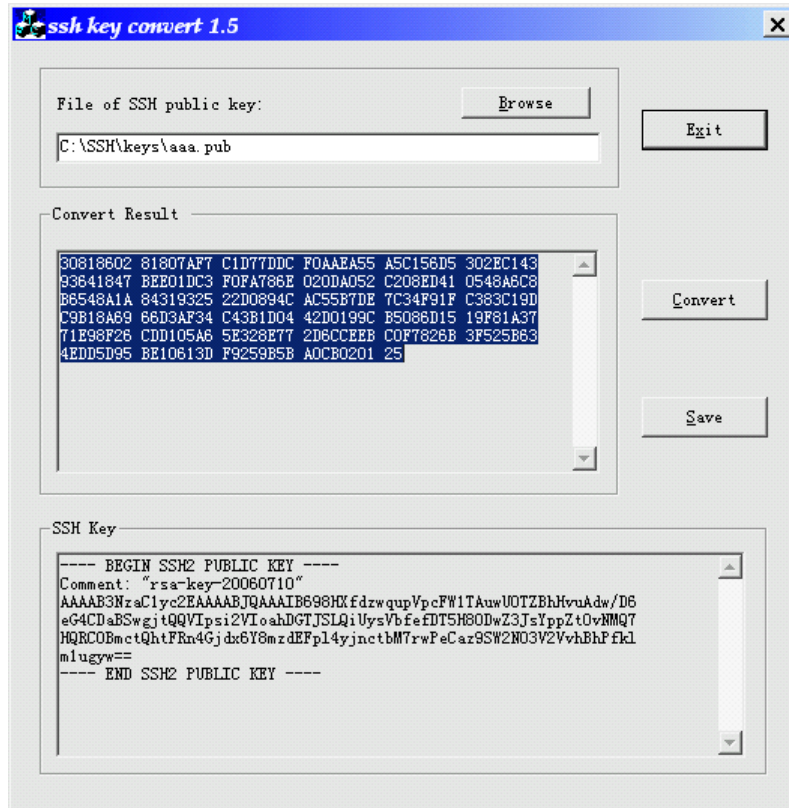 ssh key convert 1.5
File of SSH public key:
Browse
C:\SSH\keys\aaa.pub
Exit
Convert Result
30818602 81807AF7 C1D77DDC F0AAEA55 A5C156D5 302EC143
93641847 BEE01DC3 F0FA786E 020DA052 C208ED41 0548A6C8
B6548A1A 84319325 22D0894C AC55B7DE 7C34F91F C383C19D
C9B18A69 66D3AF34 C43B1D04 42D0199C B5086D15 19F81A37
71E98F26 CDD105A6 5E328E77 2D6CCEEB C0F7826B 3F525B63
4EDD5D95 BE10613D F9259B5B A0CB0201 25
Convert
Save
SSH Key
---- BEGIN SSH2 PUBLIC KEY ----
Comment: "rsa-key-20060710"
AAAAB3NzaC1yc2EAAAABJQAAAIB698HXfdzwqupVpcFW1TAuwUOTZBhHvuAdw/D6
eG4CDaBSwgjtQQVIpsi2VIoahDGTJSLQiUysVbfefDT5H8ODwZ3JsYppZtOvNMQ7
HQRC0BmctQhtFRn4Gjdx6Y8mzdEFpl4yjnctbM7rwPeCaz9SW2NO3V2VvhBhPfkl
m1ugyw==
---- END SSH2 PUBLIC KEY ----